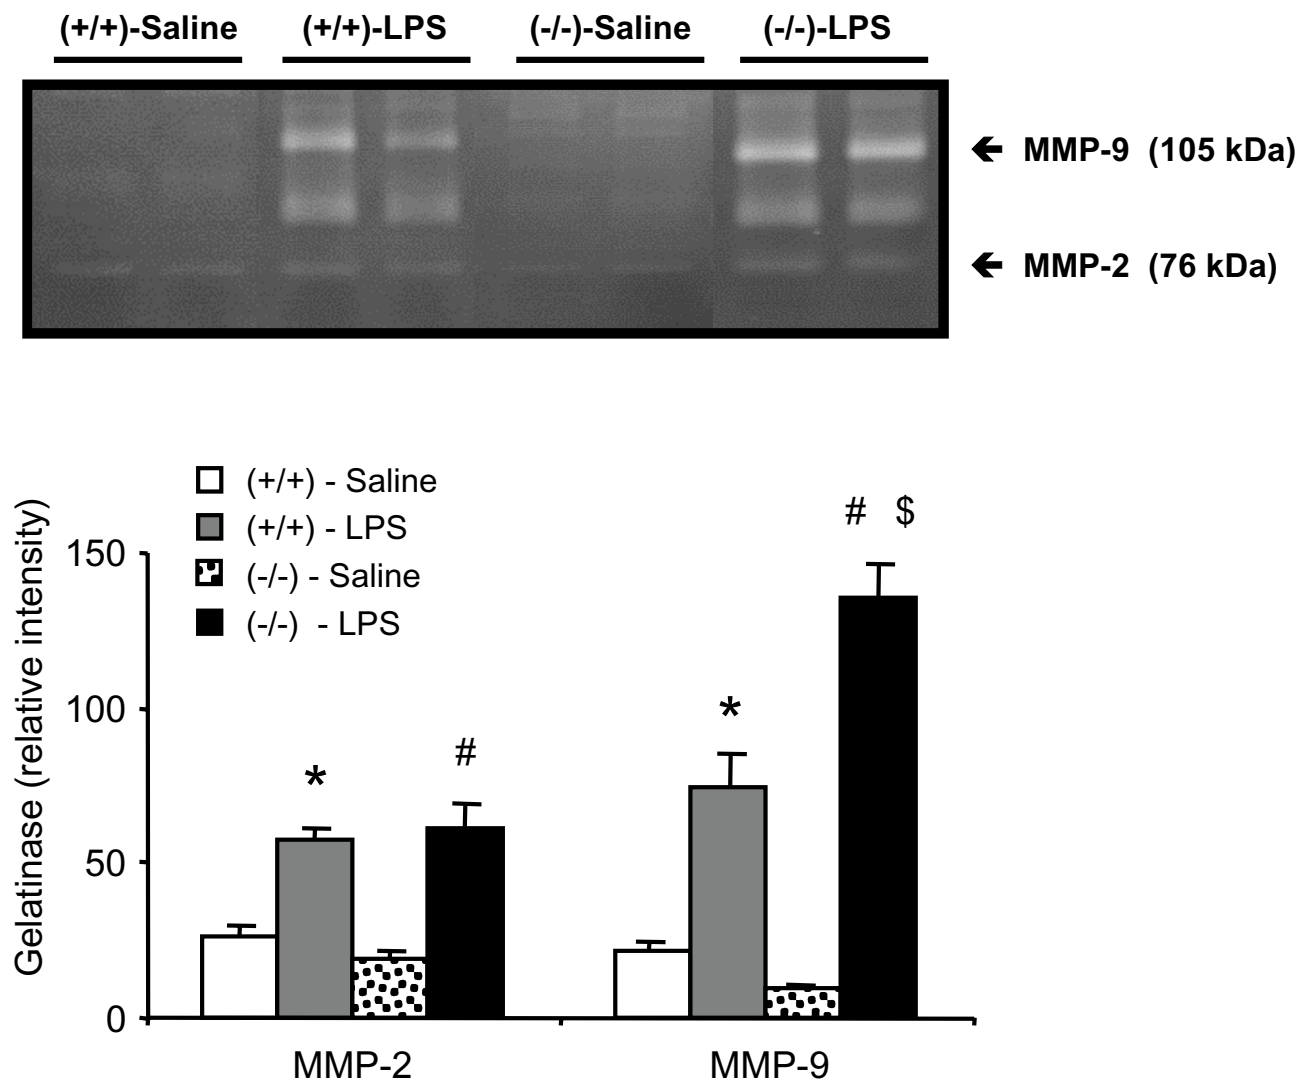 (+/+)-Saline (+/+)-LPS (-/-)-Saline (-/-)-LPS
🡸 MMP-9 (105 kDa)
🡸 MMP-2 (76 kDa)
(+/+) - Saline
(+/+) - LPS
(-/-) - Saline
(-/-) - LPS
Gelatinase (relative intensity)
# $
150
100
*
* #
50
0
MMP-2 MMP-9